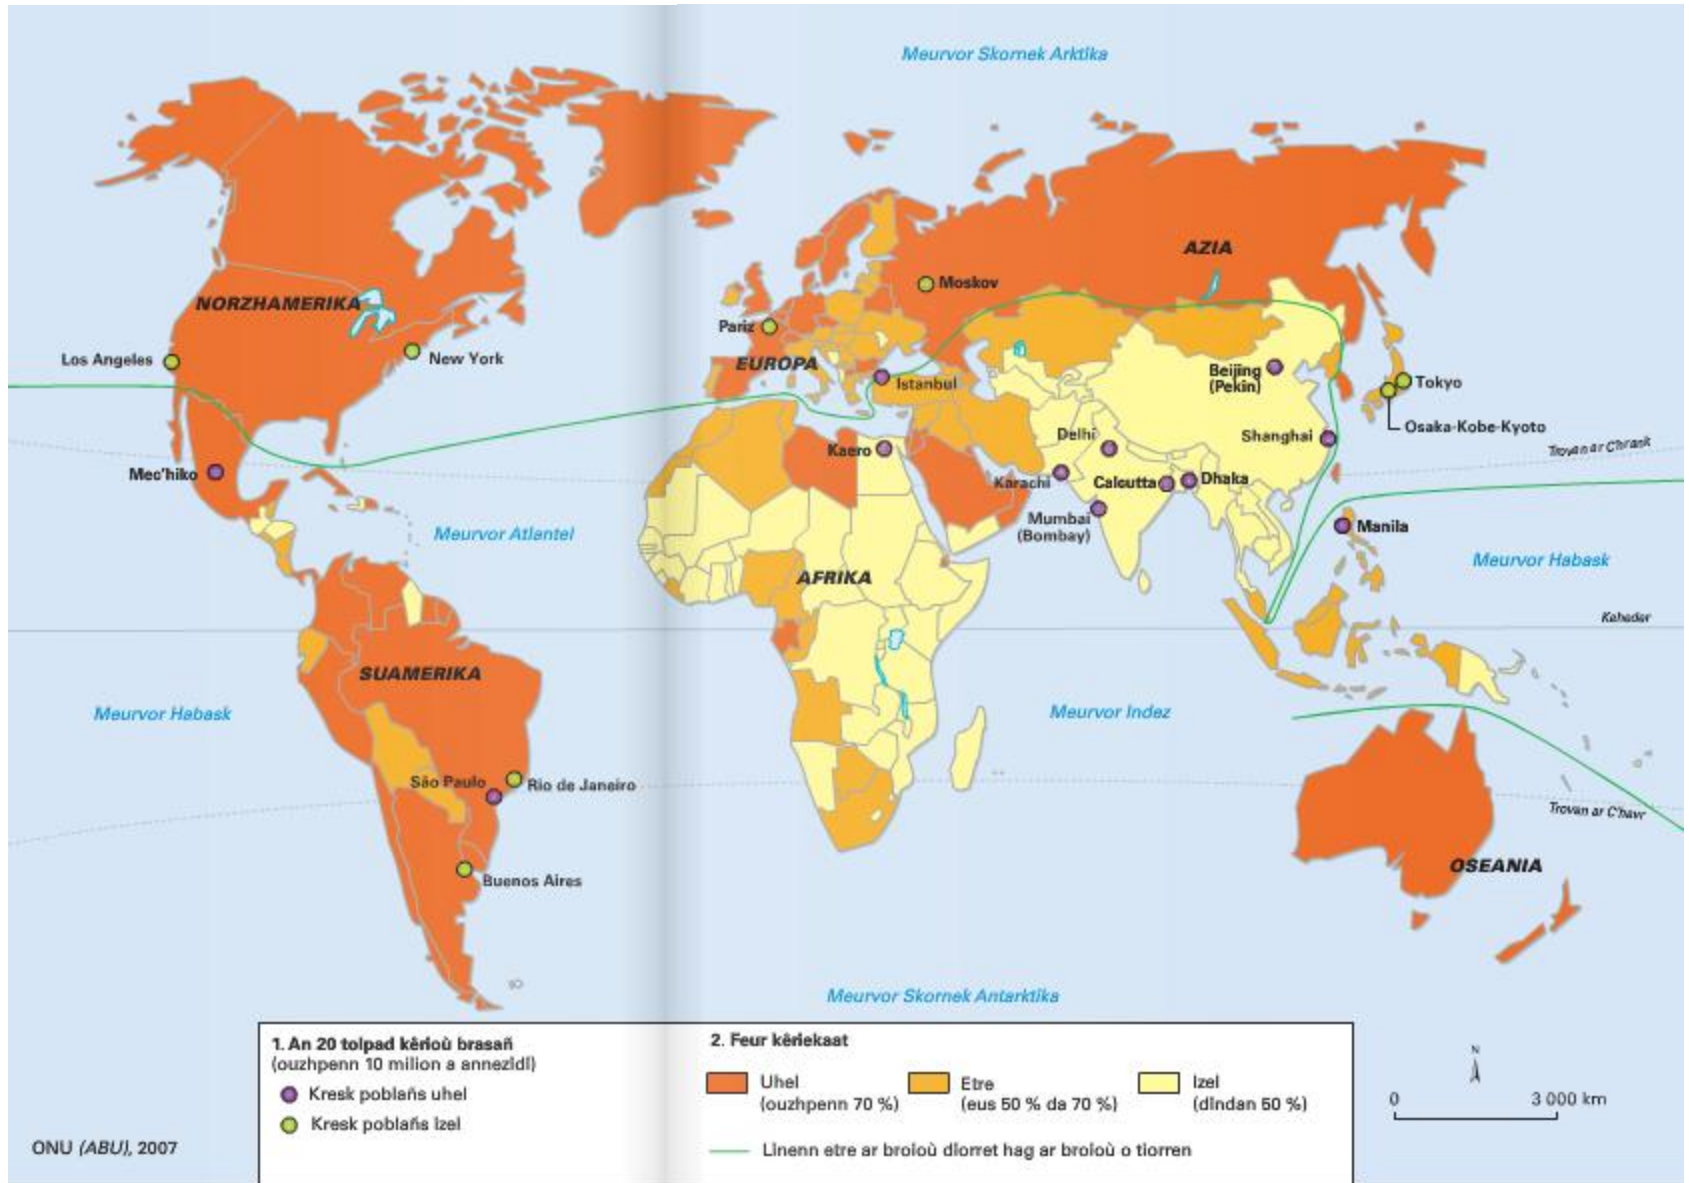 Meurvor Skornek Arktika
AZIA
NORZHAMERIKA
Moskov
Pariz
Los Angeles
New York
EUROPA
Istanbul
Beijing
(Pekin)
Tokyo
Osaka-Kobe-Kyoto
Shanghai
Delhi
Kaero
Trovan ar C'hrank
Mec'hiko
Karachi
Calcutta
Dhaka
Mumbai
(Bombay)
Manila
Meurvor Atlantel
Meurvor Habask
AFRIKA
Keheder
SUAMERIKA
Meurvor Habask
Meurvor Indez
São Paulo
Rio de Janeiro
Trovan ar C'havr
OSEANIA
Buenos Aires
Meurvor Skornek Antarktika
1. An 20 tolpad kêrioù brasañ
(ouzhpenn 10 milion a annezidi)
Kresk poblañs uhel
Kresk poblañs izel
2. Feur kêriekaat
Uhel
(ouzhpenn 70 %)
Etre
(eus 50 % da 70 %)
Izel
(dindan 50 %)
Linenn etre ar broioù diorret hag ar broioù o tiorren
N
0 3 000 km
ONU (ABU), 2007